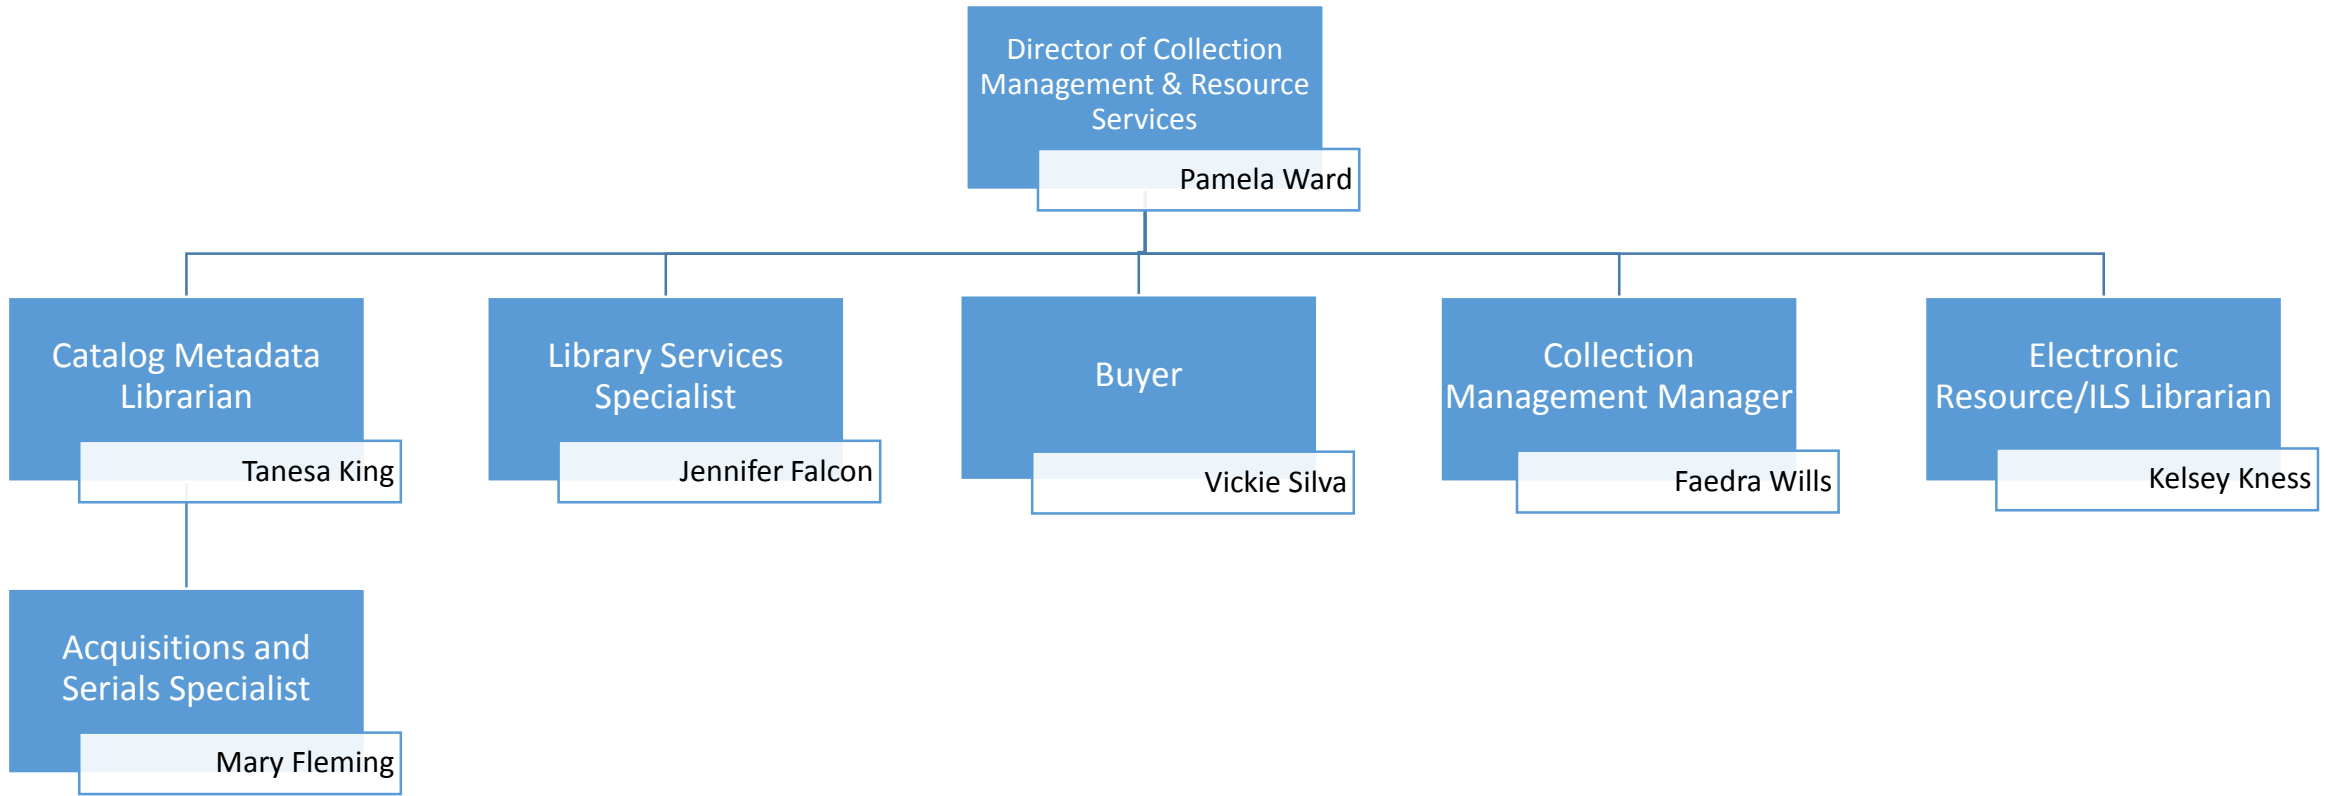 Director of Collection
Management & Resource
Services
Pamela Ward
Catalog Metadata
Librarian
Tanesa King
Library Services
Specialist
Jennifer Falcon
Buyer
Vickie Silva
Collection
Management Manager
Faedra Wills
Electronic
Resource/ILS Librarian
Kelsey Kness
Acquisitions and
Serials Specialist
Mary Fleming